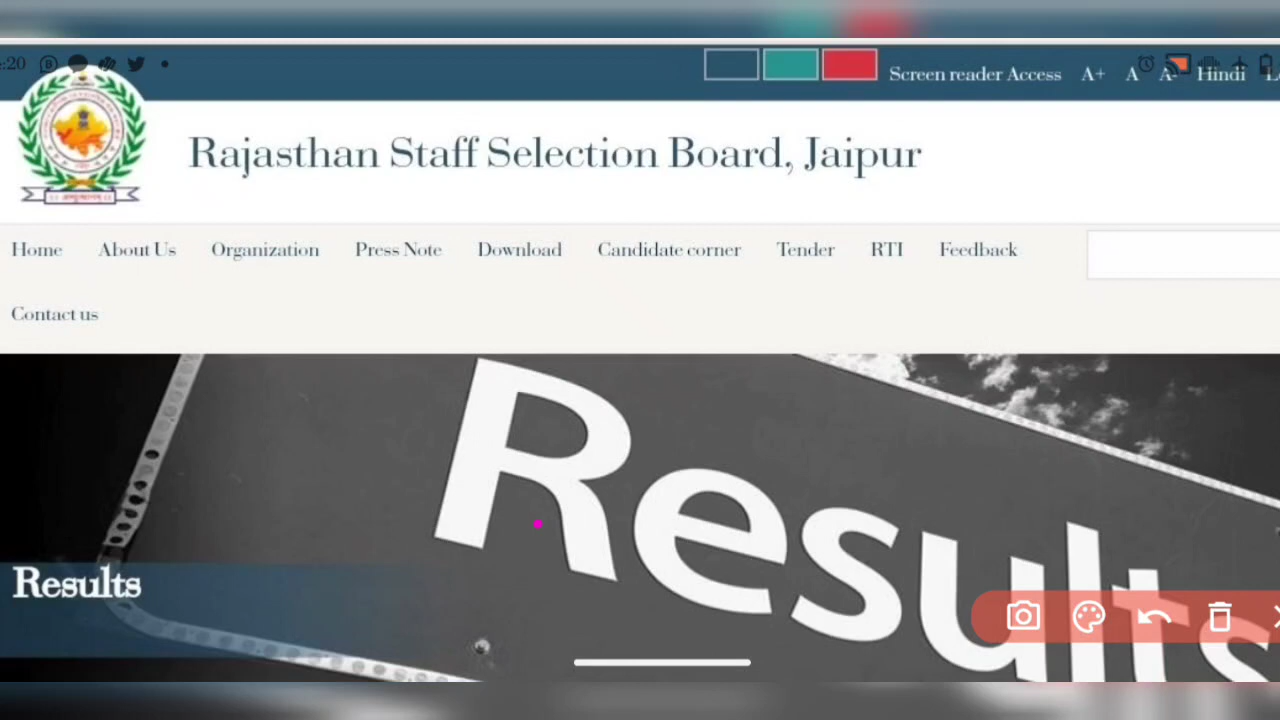 :20
Screen reader Access A+ A A- Hindi
Rajasthan Staff Selection Board, Jaipur
Home About Us Organization Press Note Download Candidate corner Tender RTI Feedback
Contact us
Results
Results